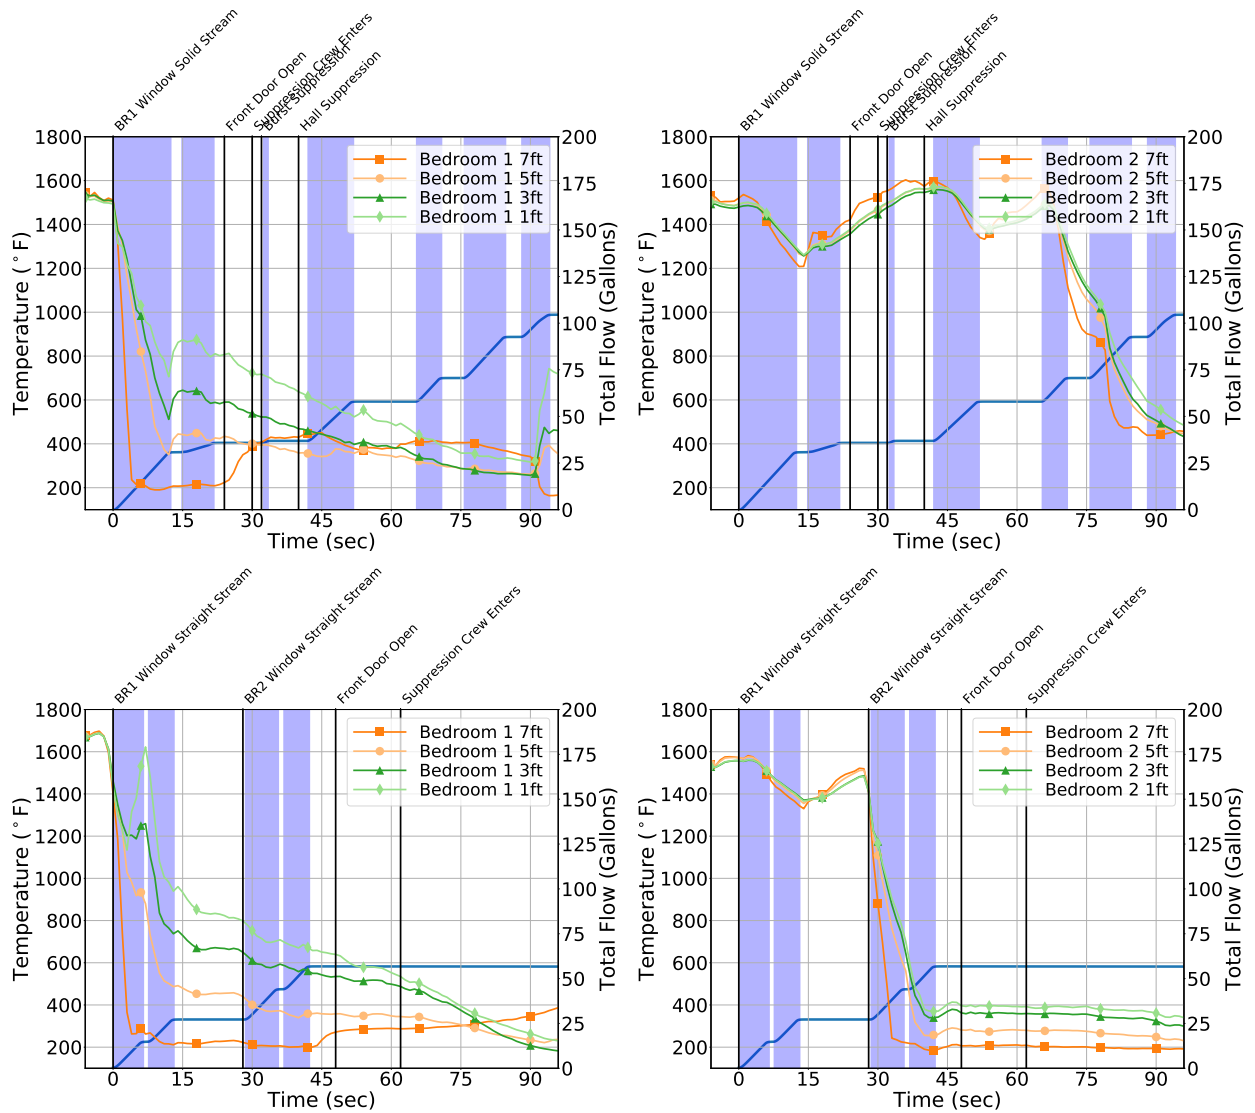 BR1 Window Solid Stream
Front Door Open
Suppression Crew Enters
Burst Suppression
Hall Suppression
1800
1600
1400
1200
1000
800
600
400
200
Temperature (°F)
200
175
150
125
100
75
50
25
0
Total Flow (Gallons)
Bedroom 1 7ft
Bedroom 1 5ft
Bedroom 1 3ft
Bedroom 1 1ft
0 15 30 45 60 75 90
Time (sec)
BR1 Window Solid Stream
Front Door Open
Suppression Crew Enters
Burst Suppression
Hall Suppression
1800
1600
1400
1200
1000
800
600
400
200
Temperature (°F)
200
175
150
125
100
75
50
25
0
Total Flow (Gallons)
Bedroom 2 7ft
Bedroom 2 5ft
Bedroom 2 3ft
Bedroom 2 1ft
0 15 30 45 60 75 90
Time (sec)
BR1 Window Straight Stream
BR2 Window Straight Stream
Front Door Open
Suppression Crew Enters
1800
1600
1400
1200
1000
800
600
400
200
Temperature (°F)
200
175
150
125
100
75
50
25
0
Total Flow (Gallons)
Bedroom 1 7ft
Bedroom 1 5ft
Bedroom 1 3ft
Bedroom 1 1ft
0 15 30 45 60 75 90
Time (sec)
BR1 Window Straight Stream
BR2 Window Straight Stream
Front Door Open
Suppression Crew Enters
1800
1600
1400
1200
1000
800
600
400
200
Temperature (°F)
200
175
150
125
100
75
50
25
0
Total Flow (Gallons)
Bedroom 2 7ft
Bedroom 2 5ft
Bedroom 2 3ft
Bedroom 2 1ft
0 15 30 45 60 75 90
Time (sec)